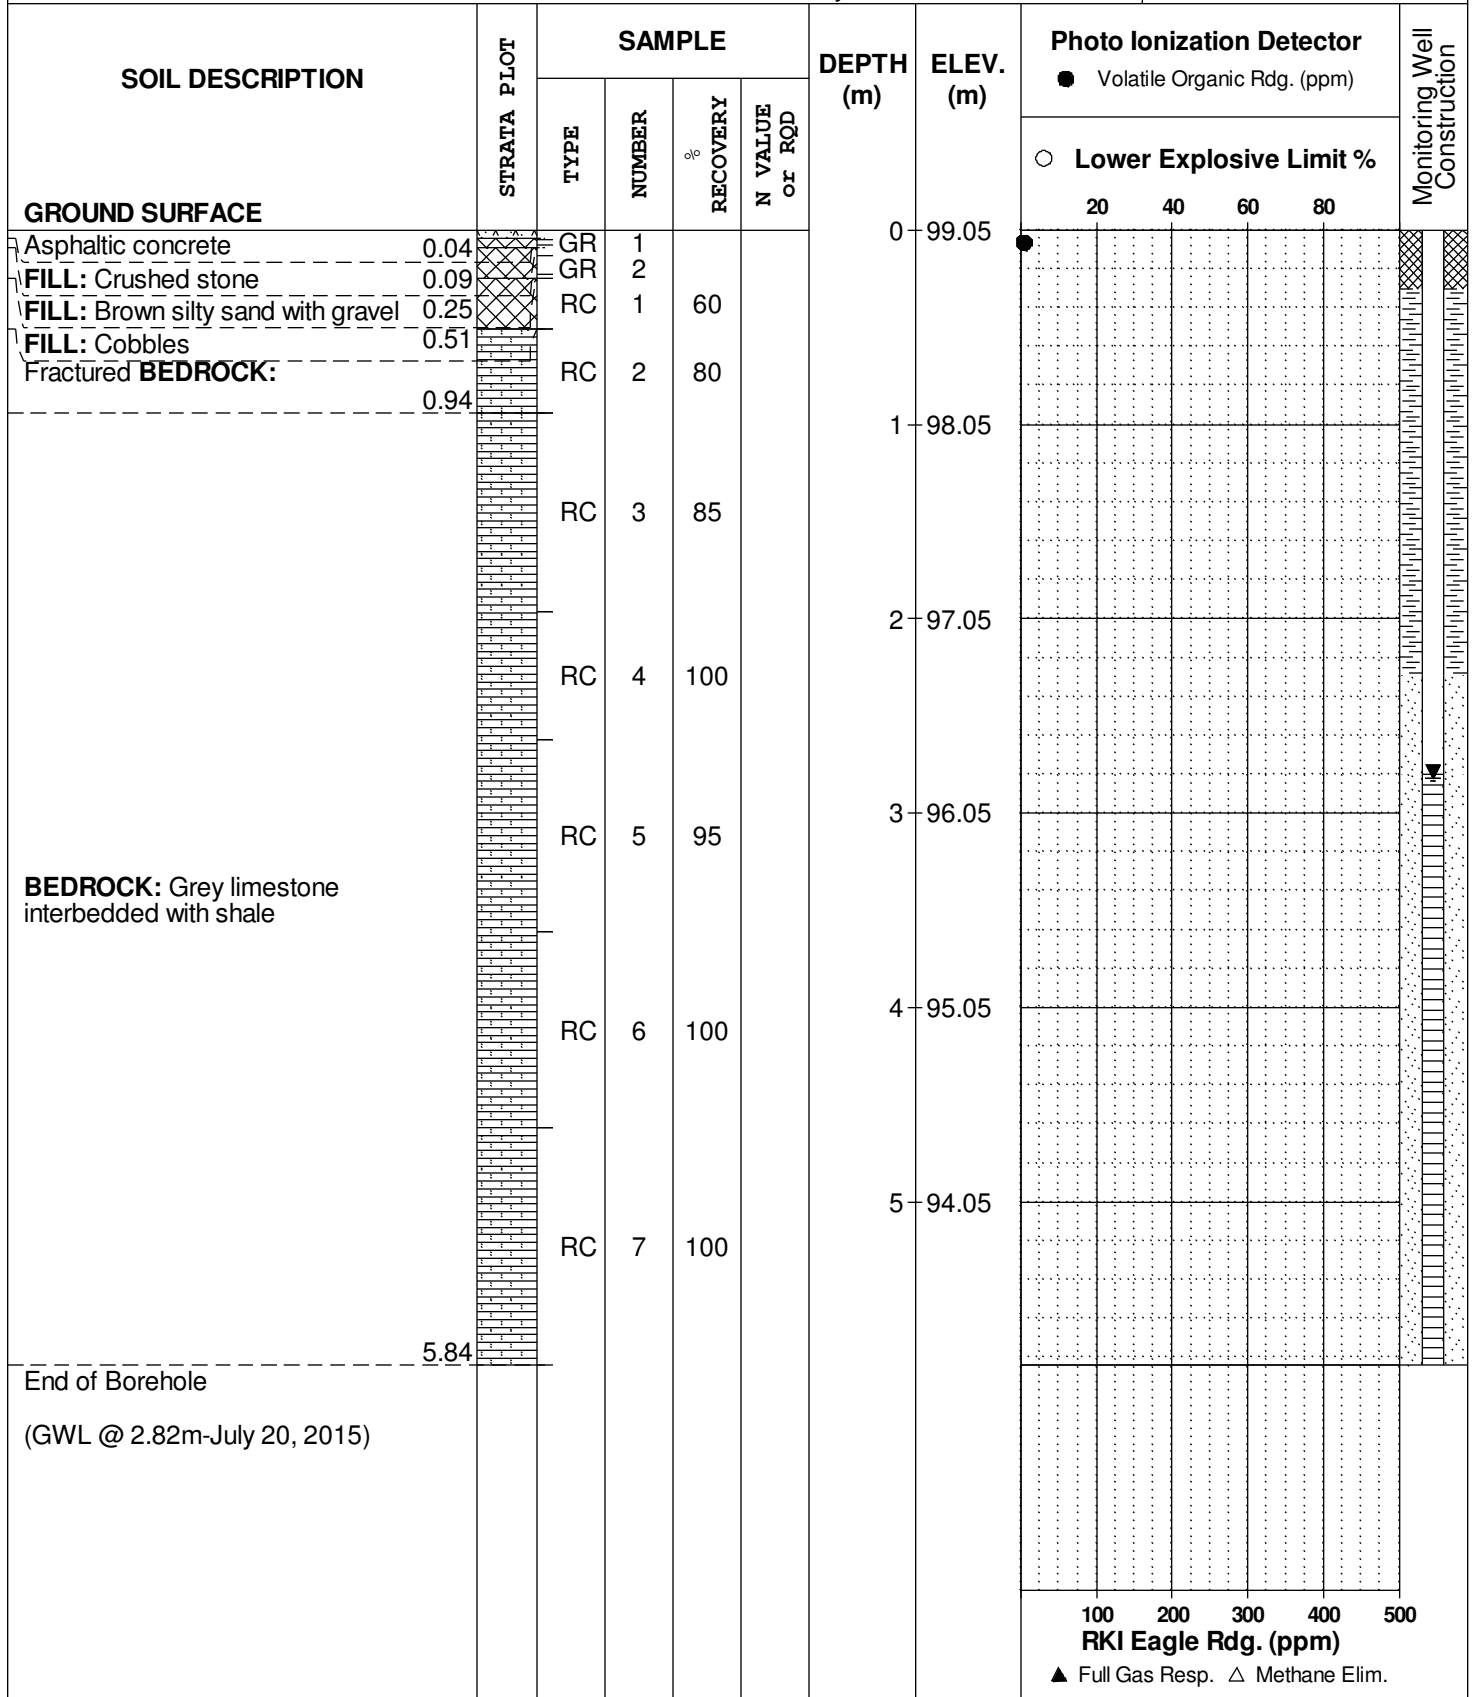 SOIL DESCRIPTION
STRATA PLOT
SAMPLE
TYPE
NUMBER
% RECOVERY
N VALUE or RQD
DEPTH (m)
ELEV. (m)
Photo Ionization Detector
● Volatile Organic Rdg. (ppm)
○ Lower Explosive Limit %
20 40 60 80
Monitoring Well Construction
GROUND SURFACE
0 99.05
Asphaltic concrete 0.04 GR 1
FILL: Crushed stone 0.09 GR 2
FILL: Brown silty sand with gravel 0.25 RC 1 60
FILL: Cobbles 0.51
Fractured BEDROCK: RC 2 80
0.94
1 98.05
RC 3 85
2 97.05
RC 4 100
3 96.05
RC 5 95
BEDROCK: Grey limestone
interbedded with shale
4 95.05
RC 6 100
5 94.05
RC 7 100
5.84
End of Borehole
(GWL @ 2.82m-July 20, 2015)
100 200 300 400 500
RKI Eagle Rdg. (ppm)
▲ Full Gas Resp. △ Methane Elim.